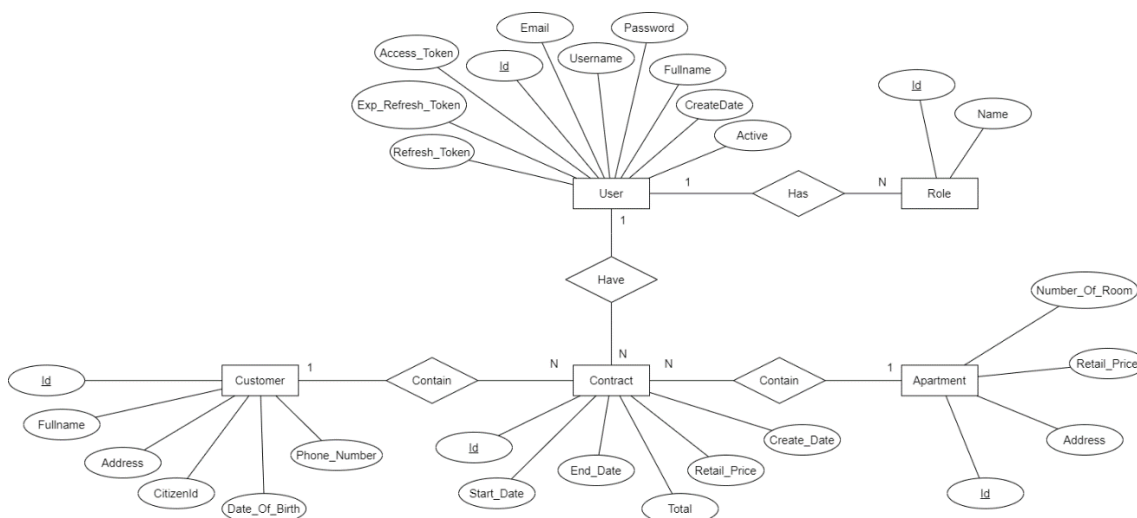 Email
Password
Access_Token
Id
Username
Fullname
Id
Exp_Refresh_Token
CreateDate
Name
Refresh_Token
Active
User
1
Has
N
Role
1
Have
Number_Of_Room
N
Retail_Price
Id
Customer
1
Contain
N
Contract
N
Contain
1
Apartment
Fullname
Address
CitizenId
Date_Of_Birth
Phone_Number
Id
Start_Date
End_Date
Total
Retail_Price
Create_Date
Address
Id